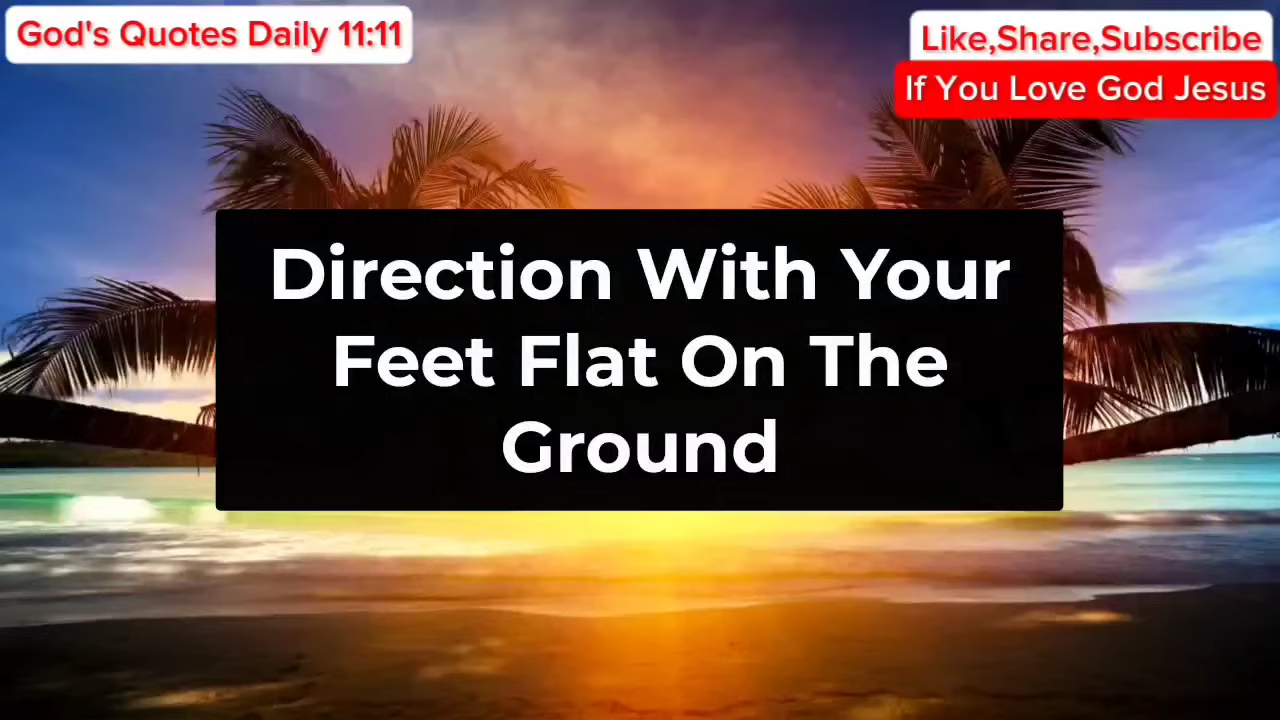 God's Quotes Daily 11:11
Like,Share,Subscribe
If You Love God Jesus
Direction With Your
Feet Flat On The
Ground